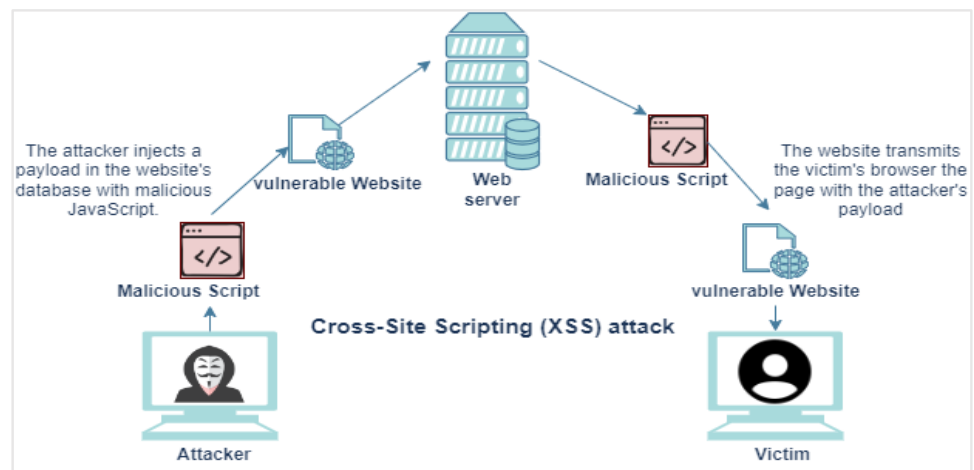 The attacker injects a
payload in the website's
database with malicious
JavaScript.
vulnerable Website
Web
server
</>
Malicious Script
The website transmits
the victim's browser the
page with the attacker's
payload
</>
Malicious Script
vulnerable Website
Cross-Site Scripting (XSS) attack
Attacker
Victim